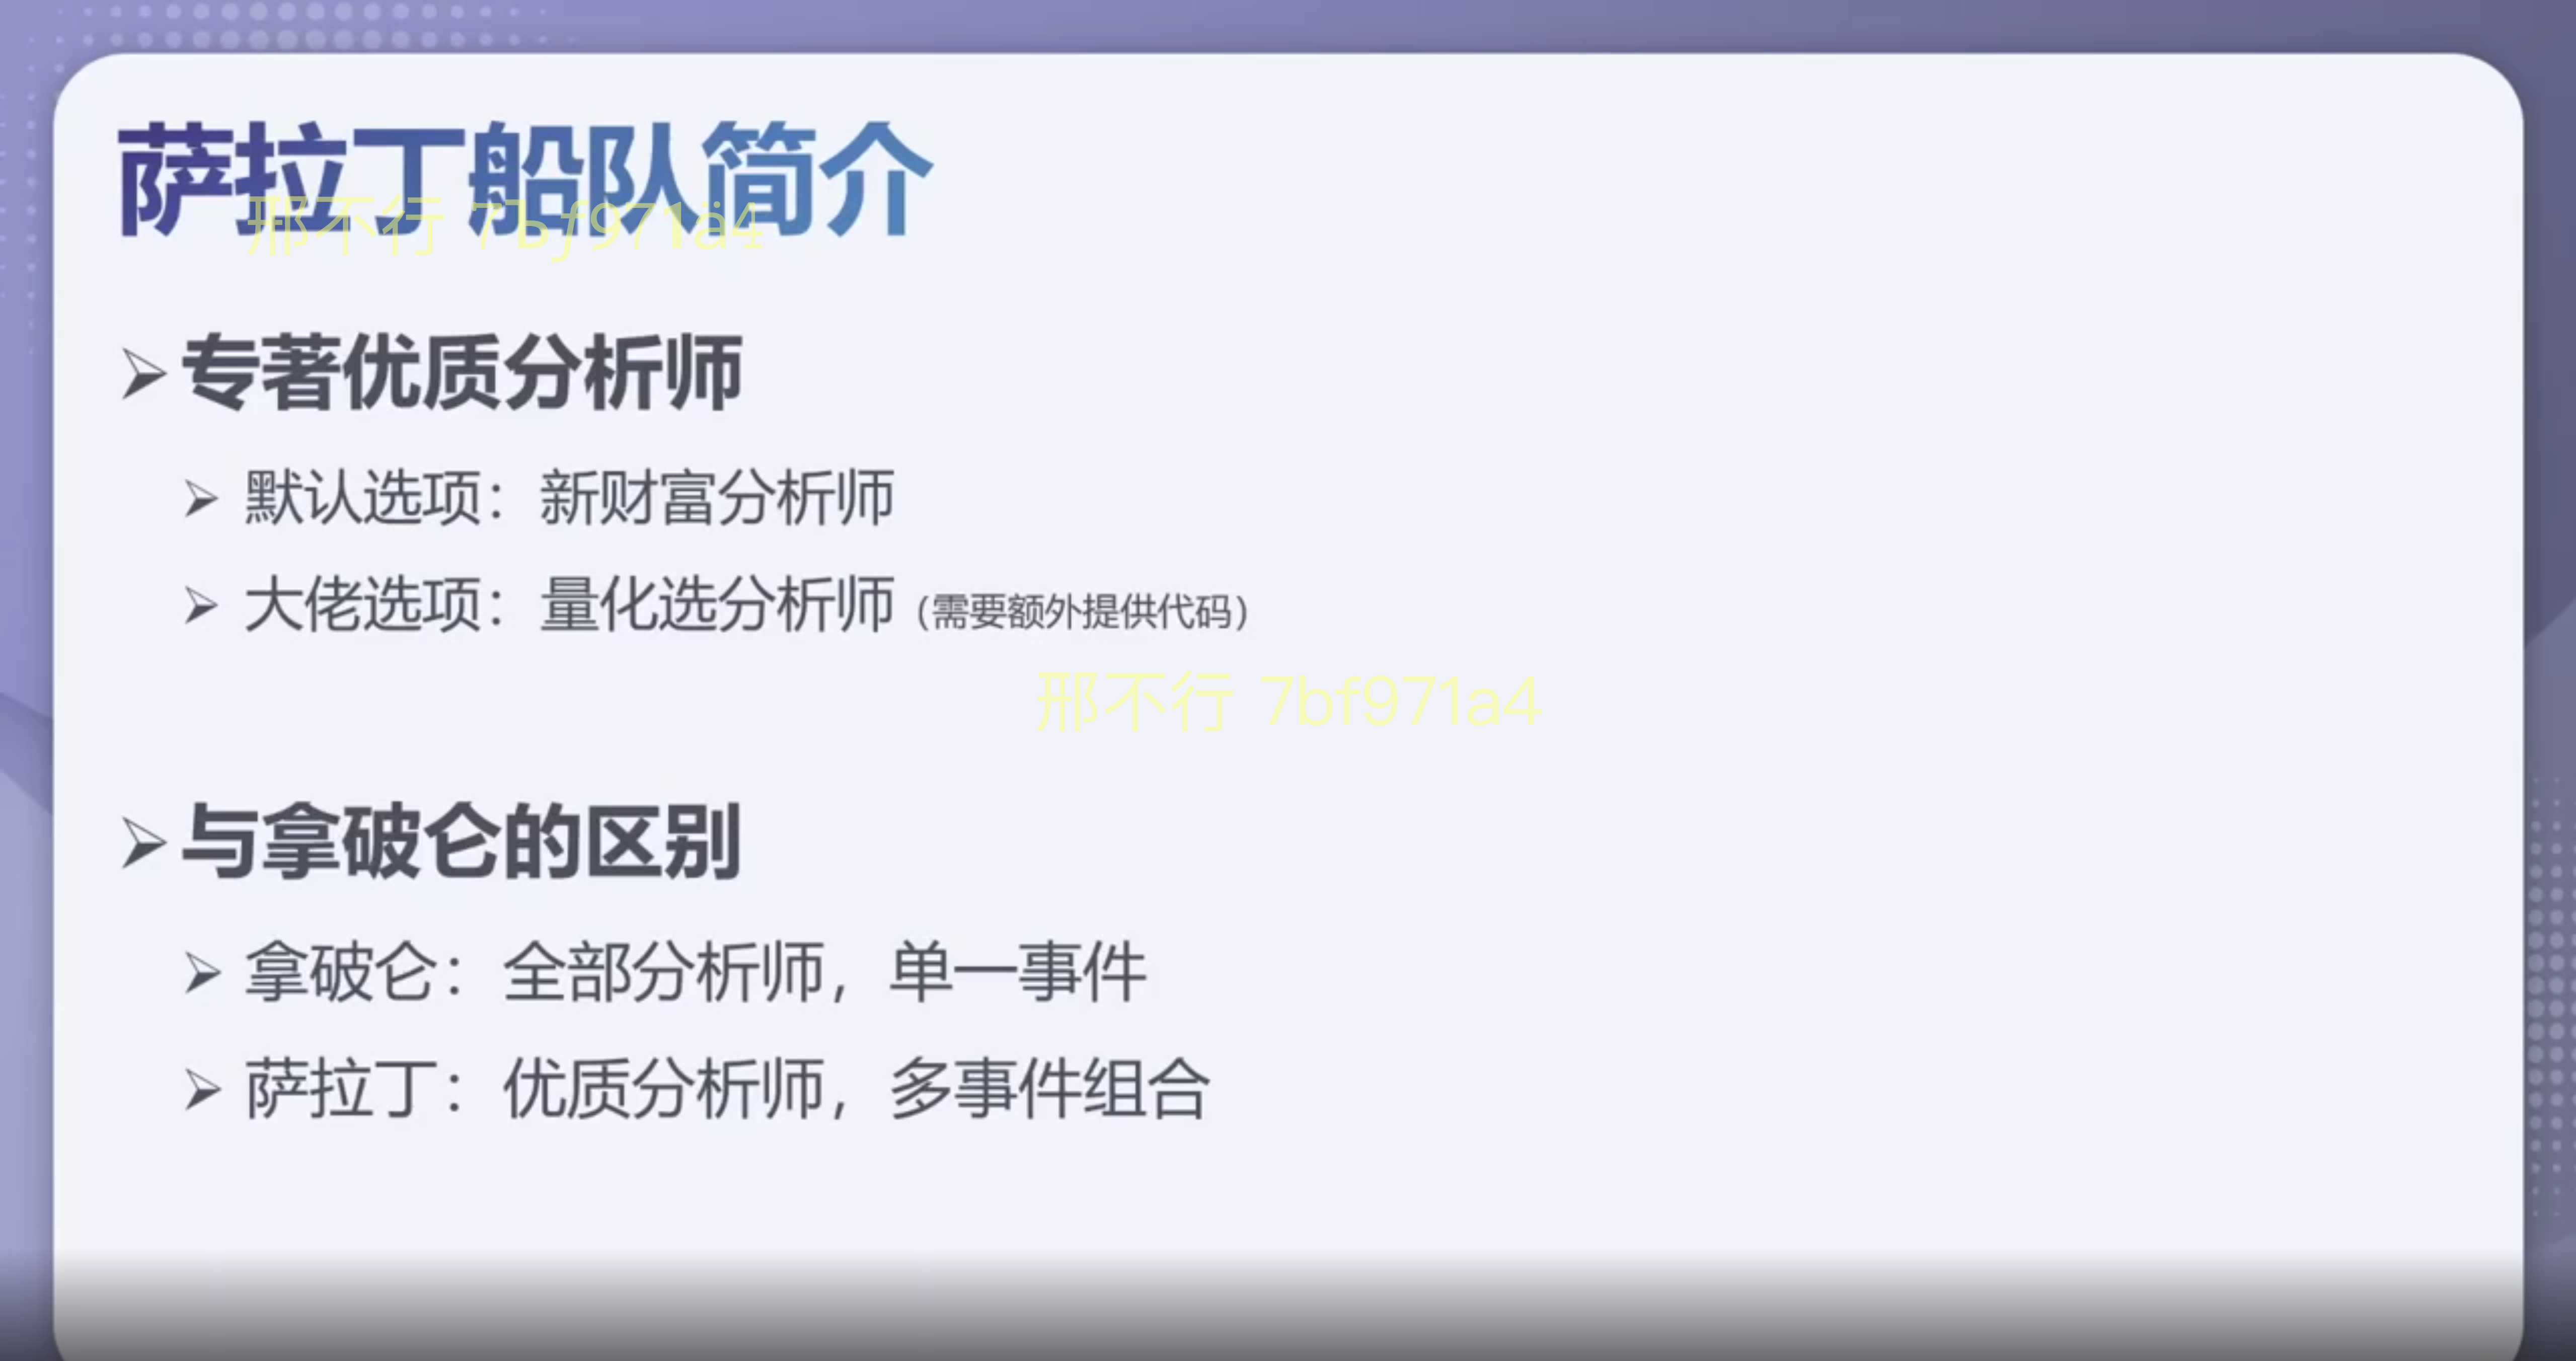 萨拉丁船队简介
邢不行 7bf971a4
专著优质分析师
默认选项：新财富分析师
大佬选项：量化选分析师（需要额外提供代码）
邢不行 7bf971a4
与拿破仑的区别
拿破仑：全部分析师，单一事件
萨拉丁：优质分析师，多事件组合